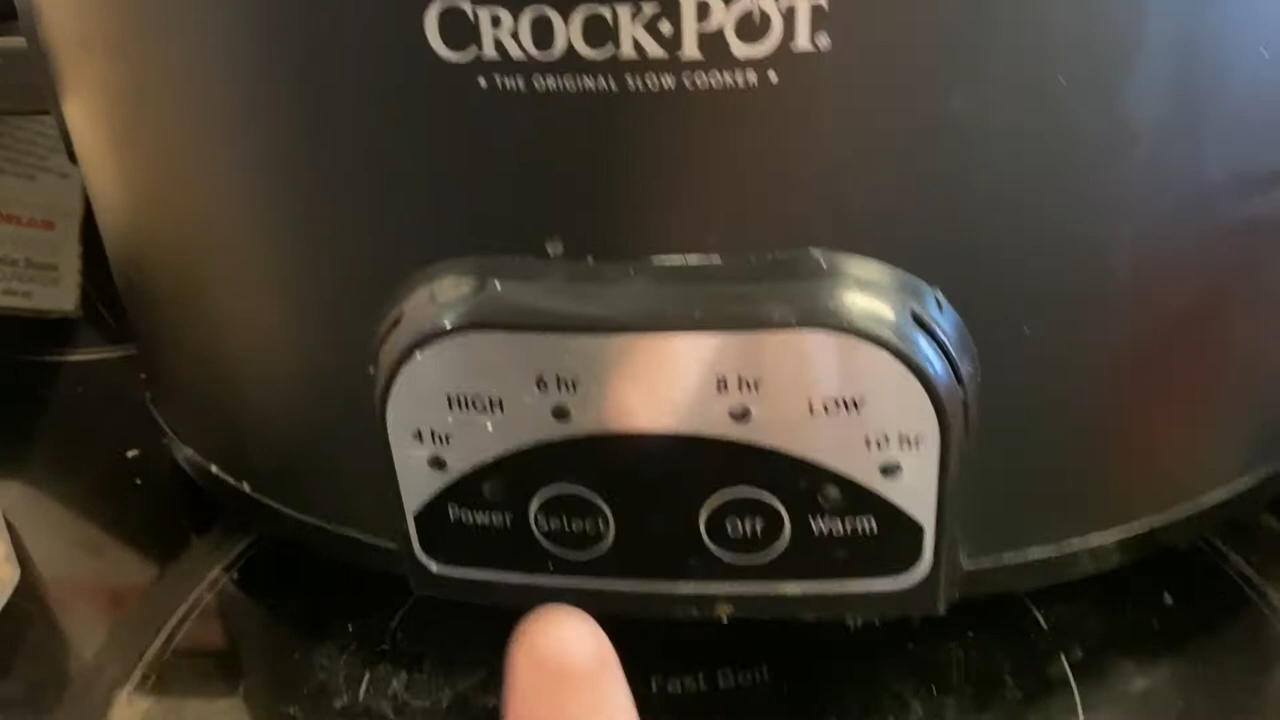 CROCK·POT®
• THE ORIGINAL SLOW COOKER •
6 hr
8 hr
HIGH
LOW
4 hr
10 hr
Power
Select
Off
Warm
Fast Boil